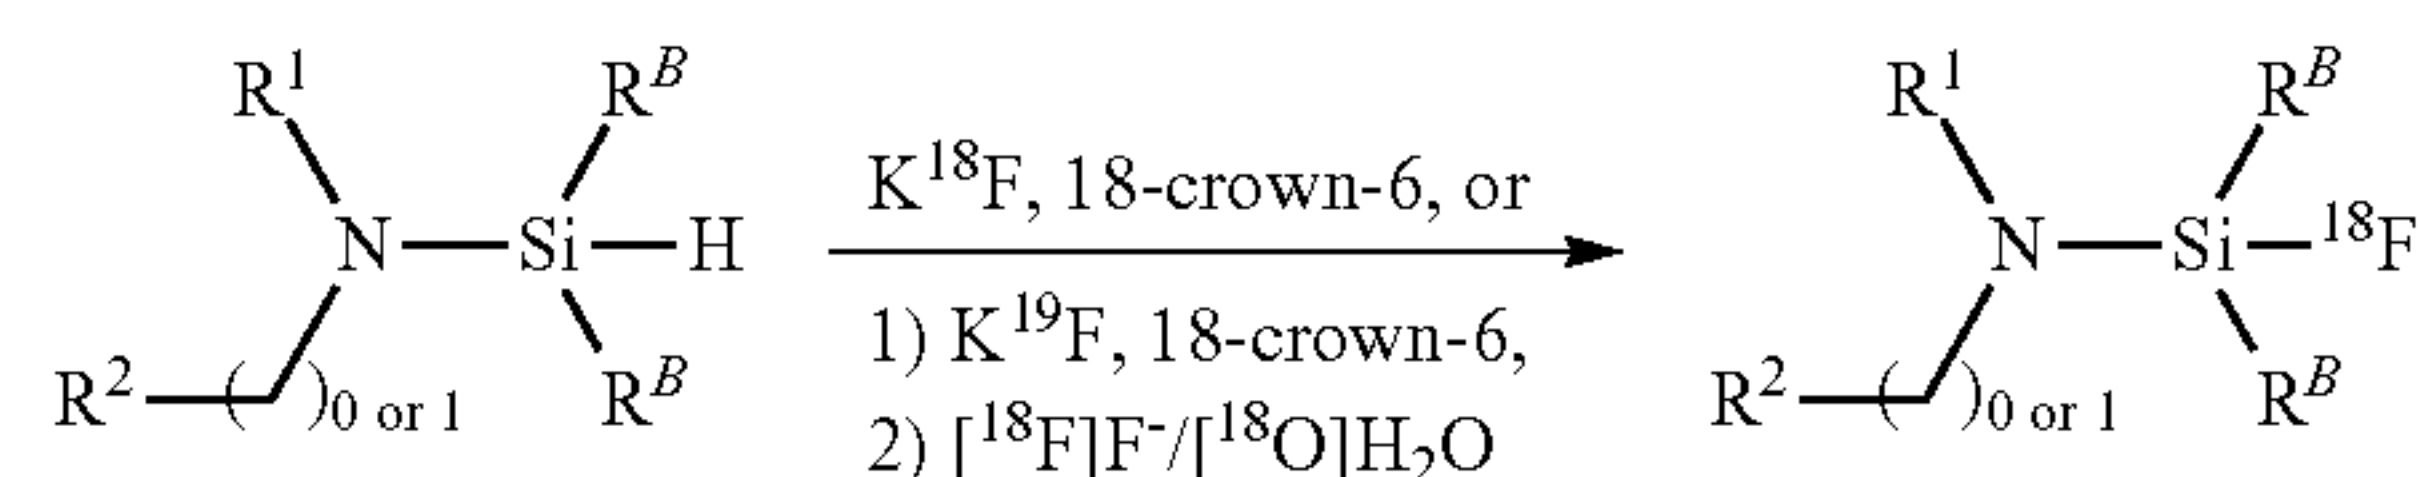 R¹ Rᴮ
N—Si—H
R²—( )0 or 1 Rᴮ
K¹⁸F, 18-crown-6, or
1) K¹⁹F, 18-crown-6,
2) [¹⁸F]F⁻/[¹⁸O]H₂O
R¹ Rᴮ
N—Si—¹⁸F
R²—( )0 or 1 Rᴮ